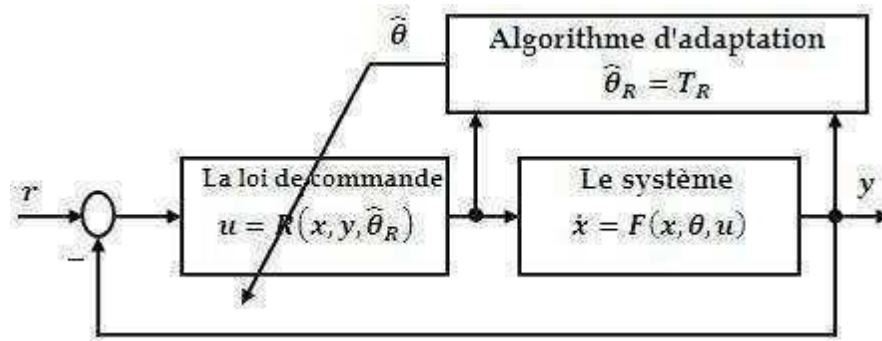 θ̂
Algorithme d'adaptation
θ̂_R = T_R
r
La loi de commande
u = R(x, y, θ̂_R)
Le système
ẋ = F(x, θ, u)
y
−